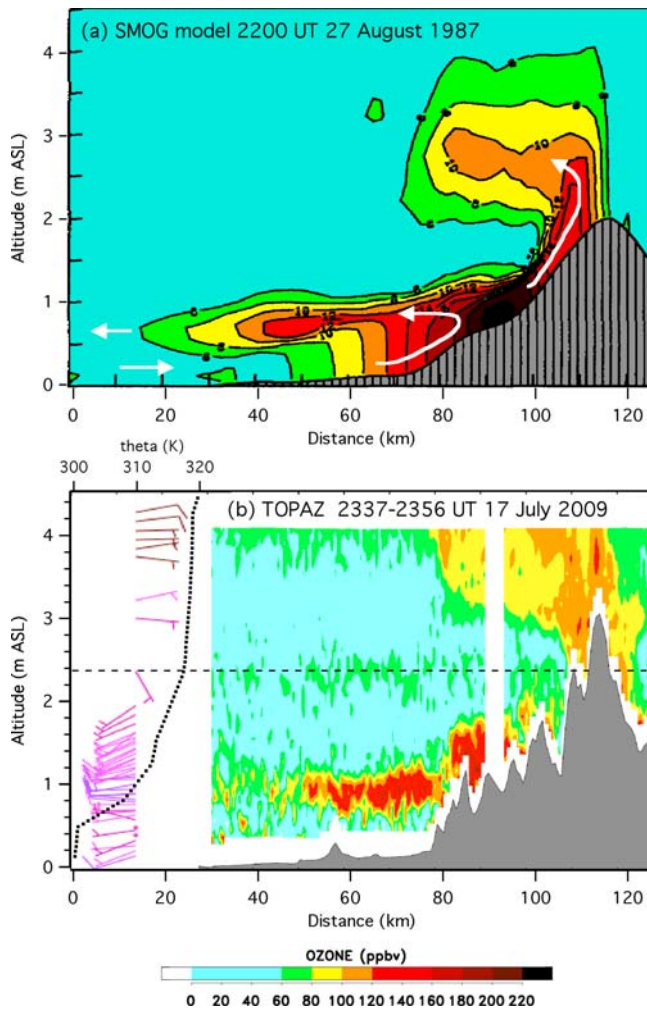 (a) SMOG model 2200 UT 27 August 1987
Altitude (m ASL)
4
3
2
1
0
0 20 40 60 80 100 120
Distance (km)
theta (K)
300 310 320
(b) TOPAZ 2337-2356 UT 17 July 2009
Altitude (m ASL)
4
3
2
1
0
0 20 40 60 80 100 120
Distance (km)
OZONE (ppbv)
0 20 40 60 80 100 120 140 160 180 200 220